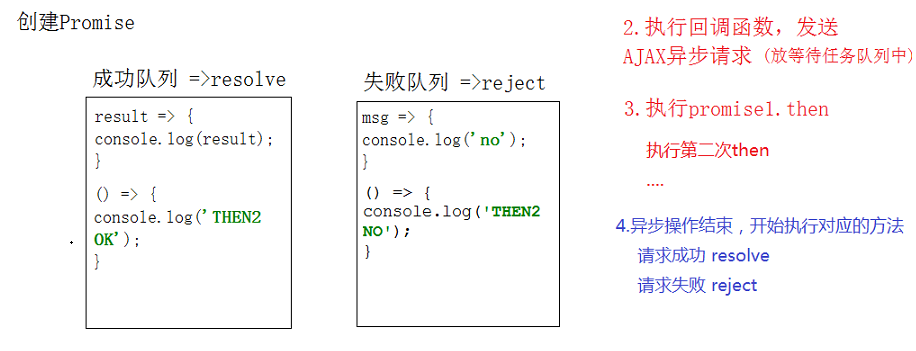 创建Promise
成功队列 =>resolve
result => {
console.log(result);
}
() => {
console.log('THEN2
OK');
}
失败队列 =>reject
msg => {
console.log('no');
}
() => {
console.log('THEN2
NO');
}
2.执行回调函数，发送
AJAX异步请求（放等待任务队列中）
3.执行promise1.then
执行第二次then
....
4.异步操作结束，开始执行对应的方法
请求成功 resolve
请求失败 reject